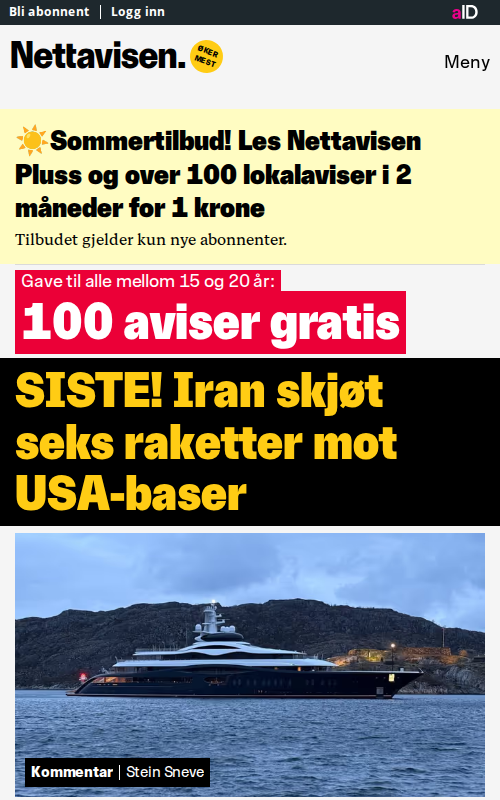 Bli abonnent | Logg inn
aID
Nettavisen.
ØKER
MEST
Meny
Sommertilbud! Les Nettavisen
Pluss og over 100 lokalaviser i 2
måneder for 1 krone
Tilbudet gjelder kun nye abonnenter.
Gave til alle mellom 15 og 20 år:
100 aviser gratis
SISTE! Iran skjøt
seks raketter mot
USA-baser
Kommentar | Stein Sneve